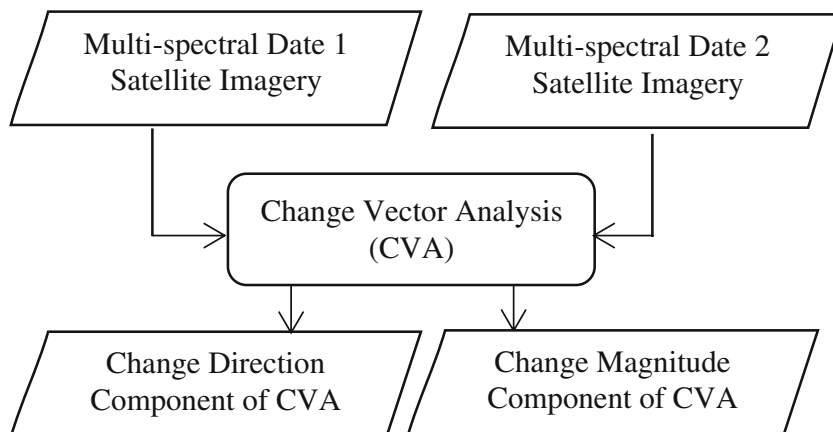 Multi-spectral Date 1
Satellite Imagery
Multi-spectral Date 2
Satellite Imagery
Change Vector Analysis
(CVA)
Change Direction
Component of CVA
Change Magnitude
Component of CVA